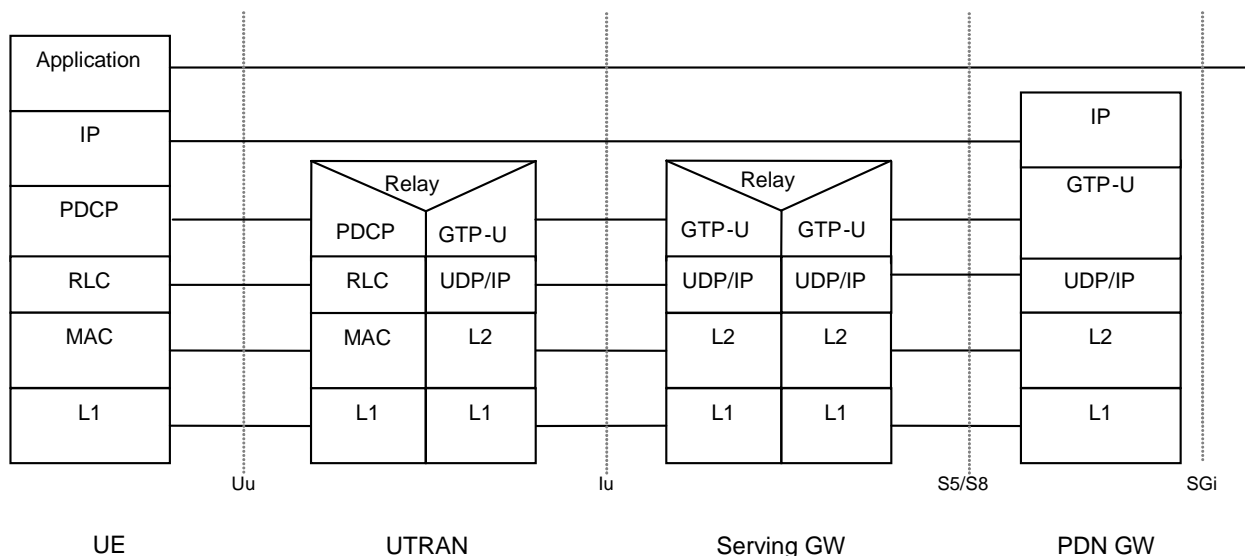 Application
IP
IP
Relay
Relay
GTP-U
PDCP
PDCP
GTP-U
GTP-U
GTP-U
RLC
RLC
UDP/IP
UDP/IP
UDP/IP
UDP/IP
MAC
MAC
L2
L2
L2
L2
L1
L1
L1
L1
L1
L1
Uu
Iu
S5/S8
SGi
UE
UTRAN
Serving GW
PDN GW